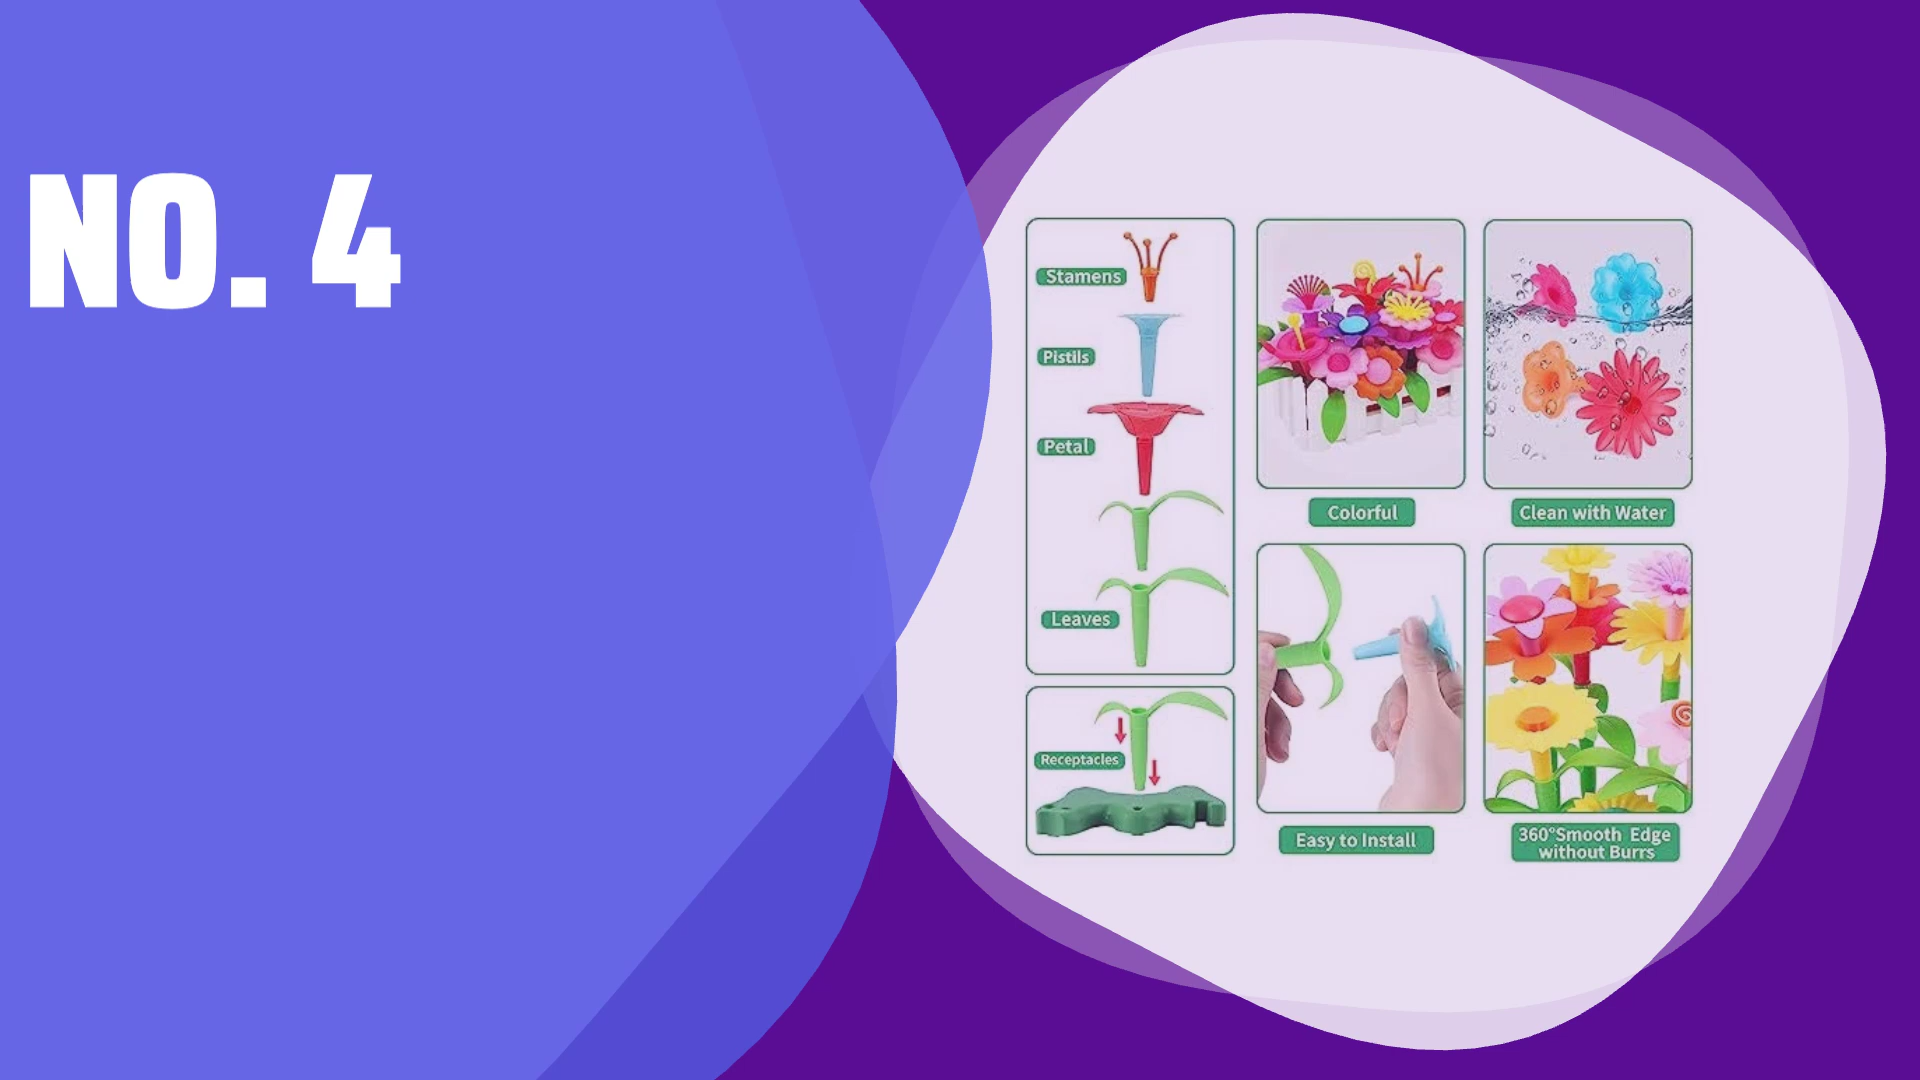 NO. 4
Stamens
Pistils
Petal
Leaves
Receptacles
Colorful
Clean with Water
Easy to Install
360°Smooth Edge
without Burrs